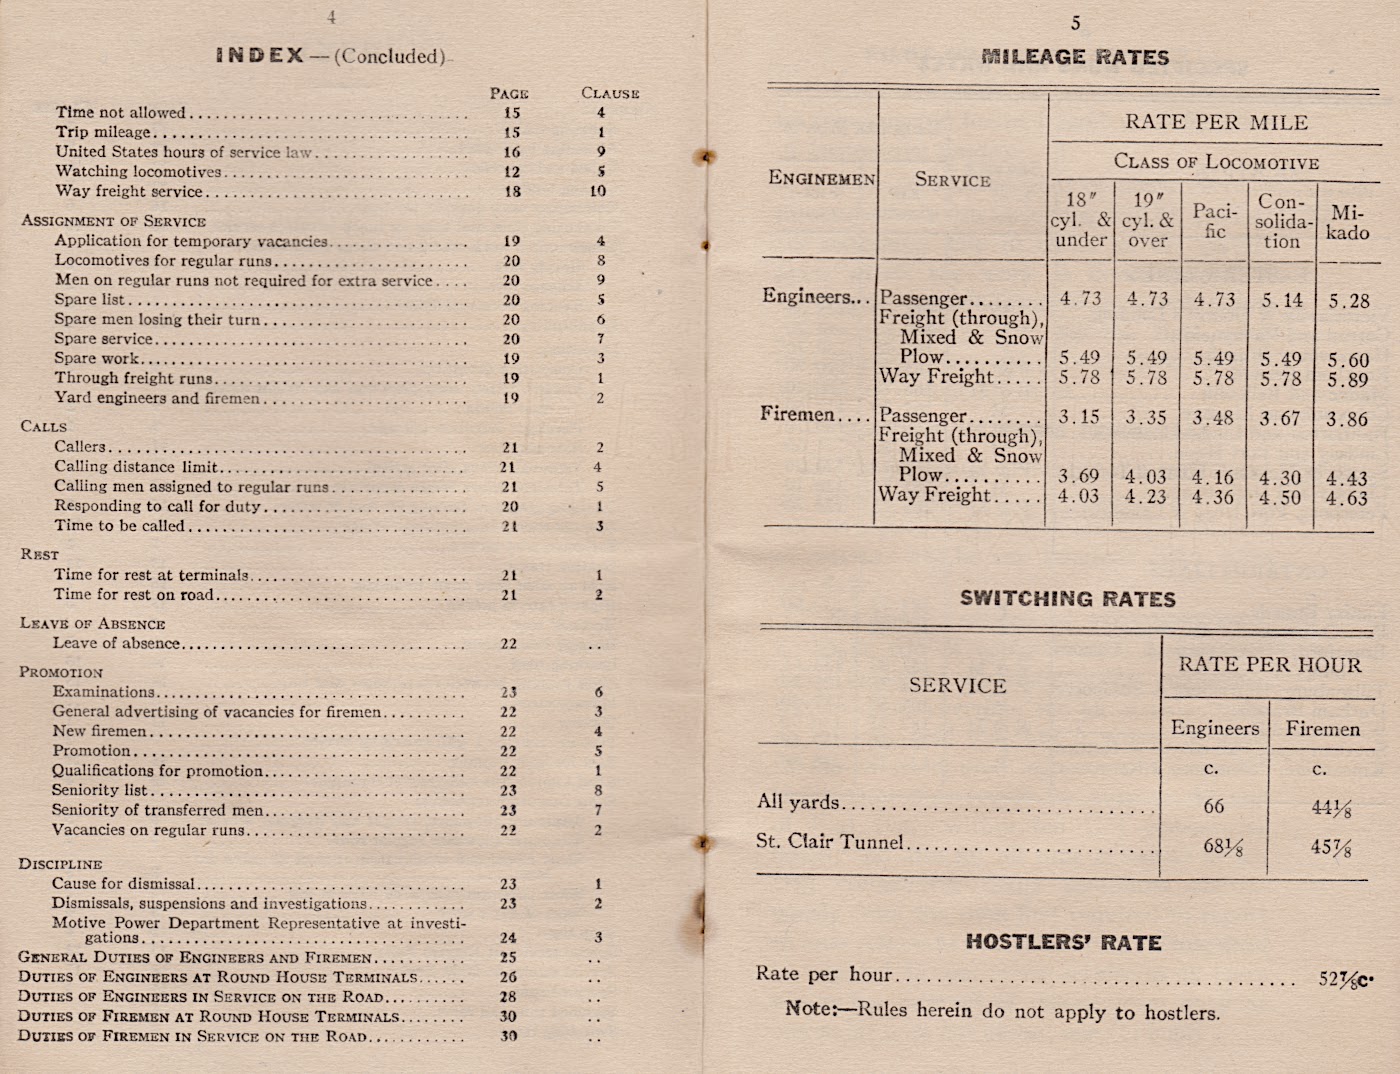 4
INDEX — (Concluded)
PAGE CLAUSE
Time not allowed................................ 15 4
Trip mileage.................................... 15 1
United States hours of service law.................. 16 9
Watching locomotives............................ 12 5
Way freight service.............................. 18 10
ASSIGNMENT OF SERVICE
Application for temporary vacancies................ 19 4
Locomotives for regular runs...................... 20 8
Men on regular runs not required for extra service.... 20 9
Spare list........................................ 20 5
Spare men losing their turn........................ 20 6
Spare service.................................... 20 7
Spare work...................................... 19 3
Through freight runs.............................. 19 1
Yard engineers and firemen........................ 19 2
CALLS
Callers.......................................... 21 2
Calling distance limit............................ 21 4
Calling men assigned to regular runs................ 21 5
Responding to call for duty........................ 20 1
Time to be called................................ 21 3
REST
Time for rest at terminals.......................... 21 1
Time for rest on road.............................. 21 2
LEAVE OF ABSENCE
Leave of absence.................................. 22 ..
PROMOTION
Examinations.................................... 23 6
General advertising of vacancies for firemen.......... 22 3
New firemen...................................... 22 4
Promotion........................................ 22 5
Qualifications for promotion........................ 22 1
Seniority list.................................... 23 8
Seniority of transferred men........................ 23 7
Vacancies on regular runs.......................... 22 2
DISCIPLINE
Cause for dismissal................................ 23 1
Dismissals, suspensions and investigations............ 23 2
Motive Power Department Representative at investi-
gations...................................... 24 3
GENERAL DUTIES OF ENGINEERS AND FIREMEN........... 25 ..
DUTIES OF ENGINEERS AT ROUND HOUSE TERMINALS...... 26 ..
DUTIES OF ENGINEERS IN SERVICE ON THE ROAD.......... 28 ..
DUTIES OF FIREMEN AT ROUND HOUSE TERMINALS........ 30 ..
DUTIES OF FIREMEN IN SERVICE ON THE ROAD............ 30 ..
5
MILEAGE RATES
RATE PER MILE
CLASS OF LOCOMOTIVE
ENGINEMEN SERVICE
18″ cyl. & under
19″ cyl. & over
Paci-fic
Con-solida-tion
Mi-kado
Engineers... Passenger........ 4.73 4.73 4.73 5.14 5.28
Freight (through),
Mixed & Snow
Plow.......... 5.49 5.49 5.49 5.49 5.60
Way Freight..... 5.78 5.78 5.78 5.78 5.89
Firemen.... Passenger........ 3.15 3.35 3.48 3.67 3.86
Freight (through),
Mixed & Snow
Plow.......... 3.69 4.03 4.16 4.30 4.43
Way Freight..... 4.03 4.23 4.36 4.50 4.63
SWITCHING RATES
SERVICE
RATE PER HOUR
Engineers Firemen
c. c.
All yards.................................. 66 44⅛
St. Clair Tunnel.......................... 68⅛ 45⅞
HOSTLERS' RATE
Rate per hour.................................... 52⅞c.
Note:—Rules herein do not apply to hostlers.